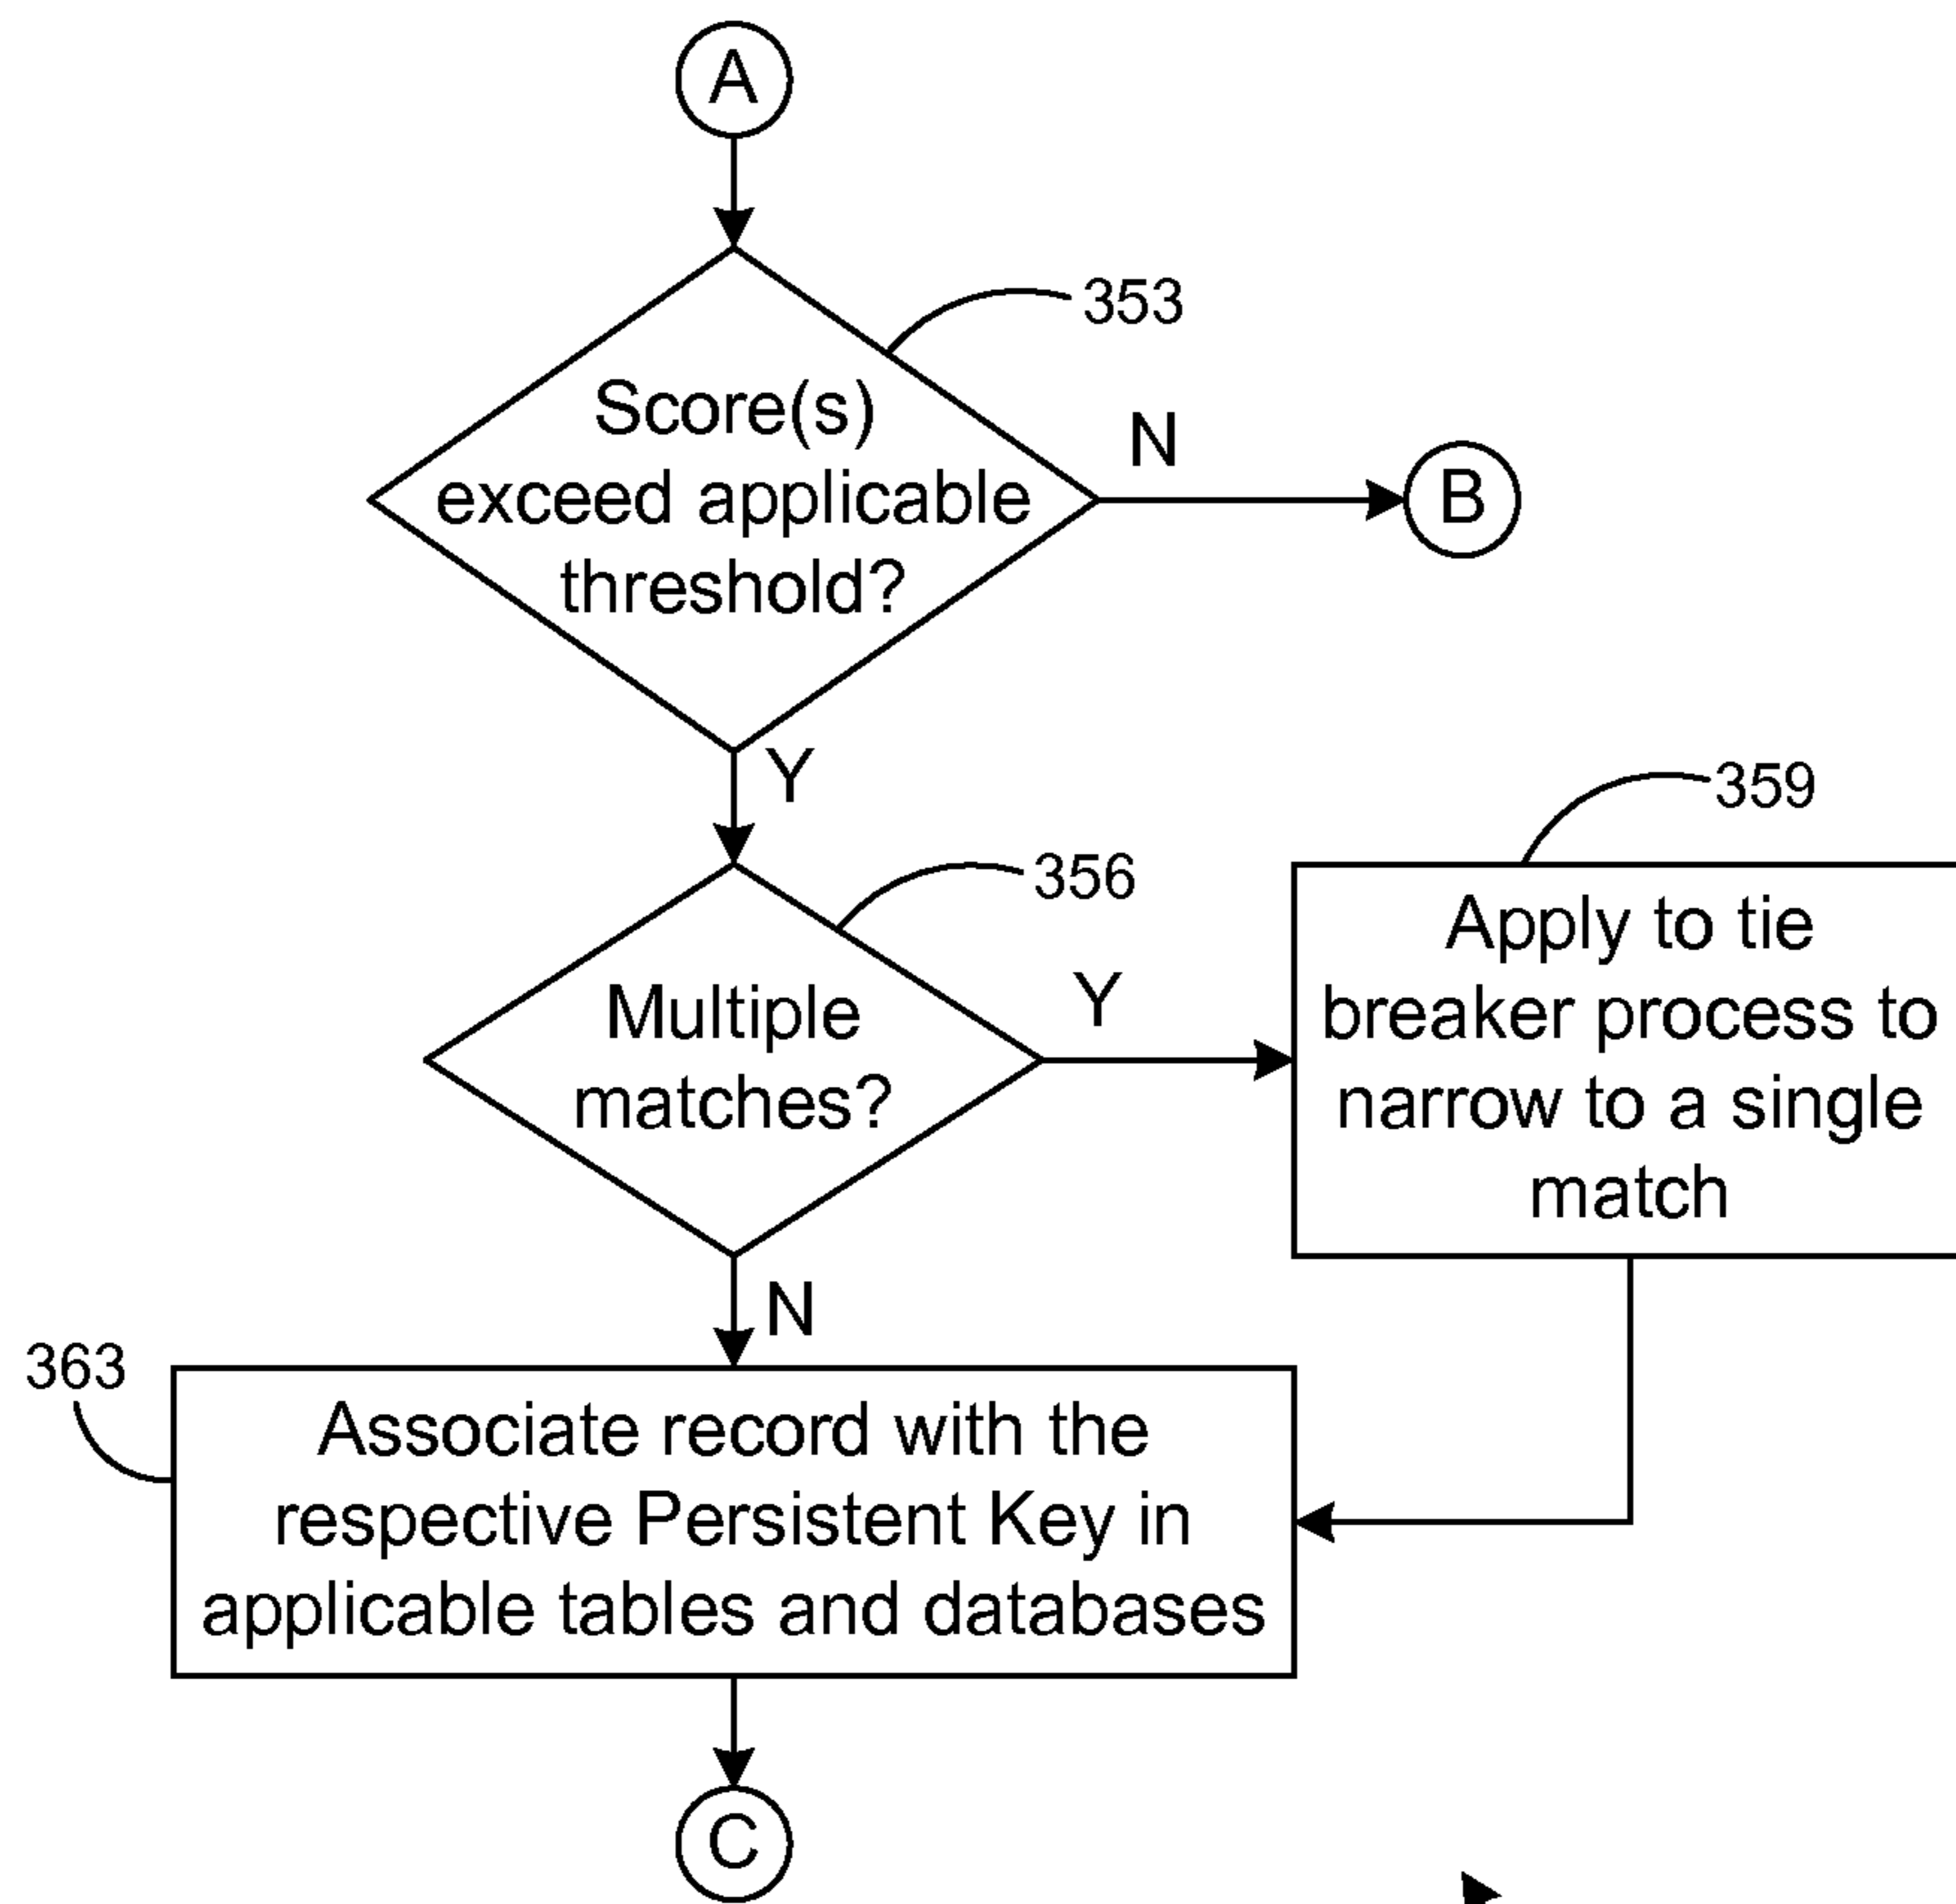 A
353
Score(s)
exceed applicable
threshold?
N
B
Y
356
Multiple
matches?
Y
359
Apply to tie
breaker process to
narrow to a single
match
N
363
Associate record with the
respective Persistent Key in
applicable tables and databases
C